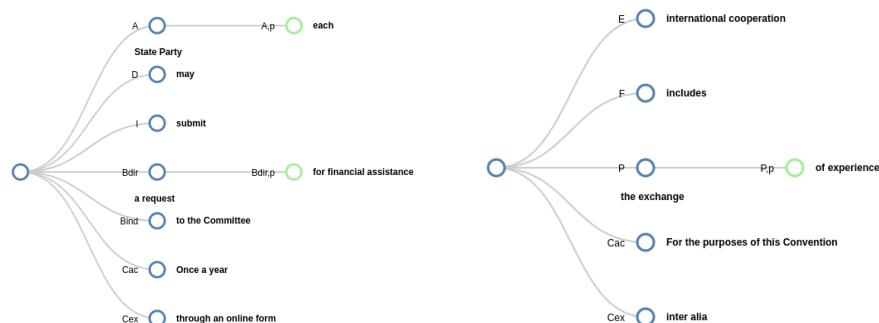 A A,p each
State Party
D may
I submit
Bdir Bdir,p for financial assistance
a request
Bind to the Committee
Cac Once a year
Cex through an online form
E international cooperation
F includes
P P,p of experience
the exchange
Cac For the purposes of this Convention
Cex inter alia